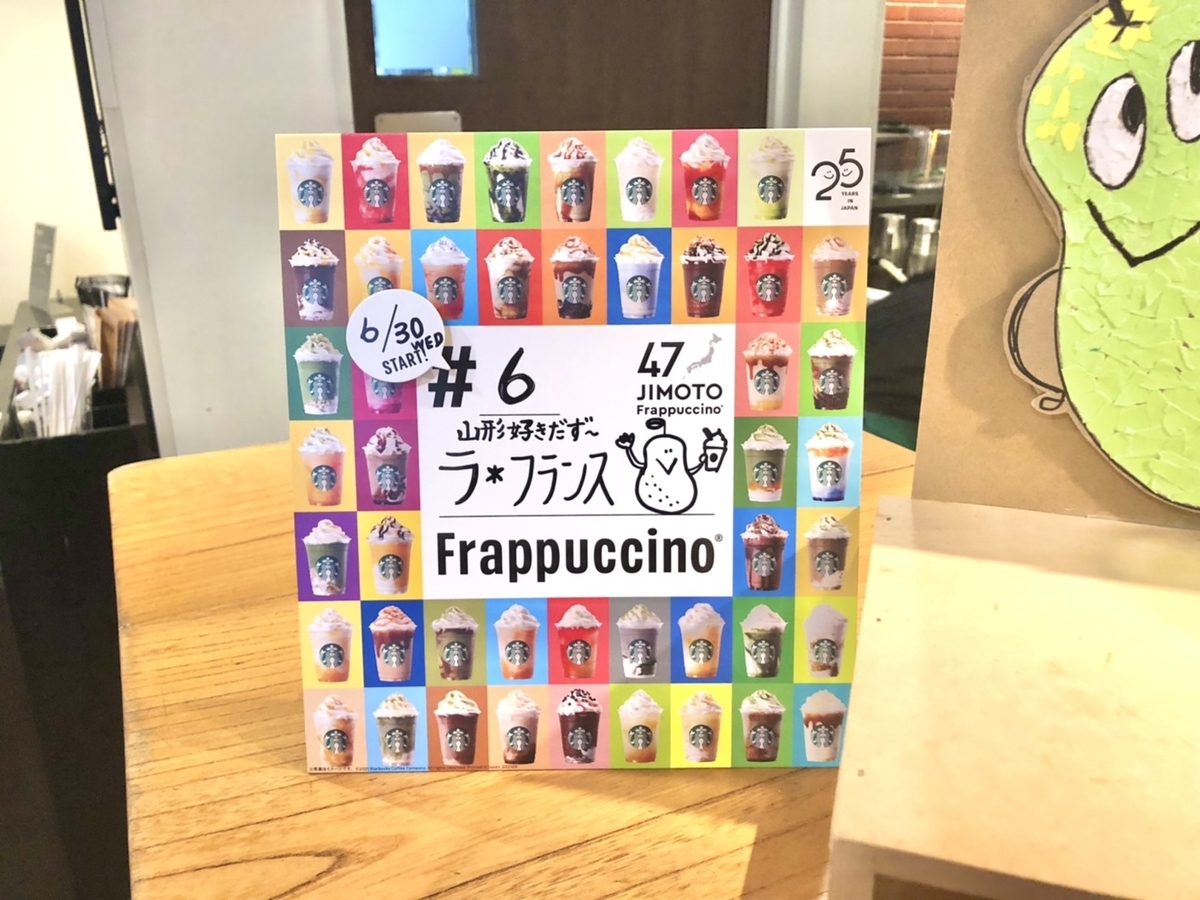 25
YEARS
IN
JAPAN
6/30
WED
START!
#6
47
JIMOTO
Frappuccino®
山形好きだず〜
ラ*フランス
Frappuccino®